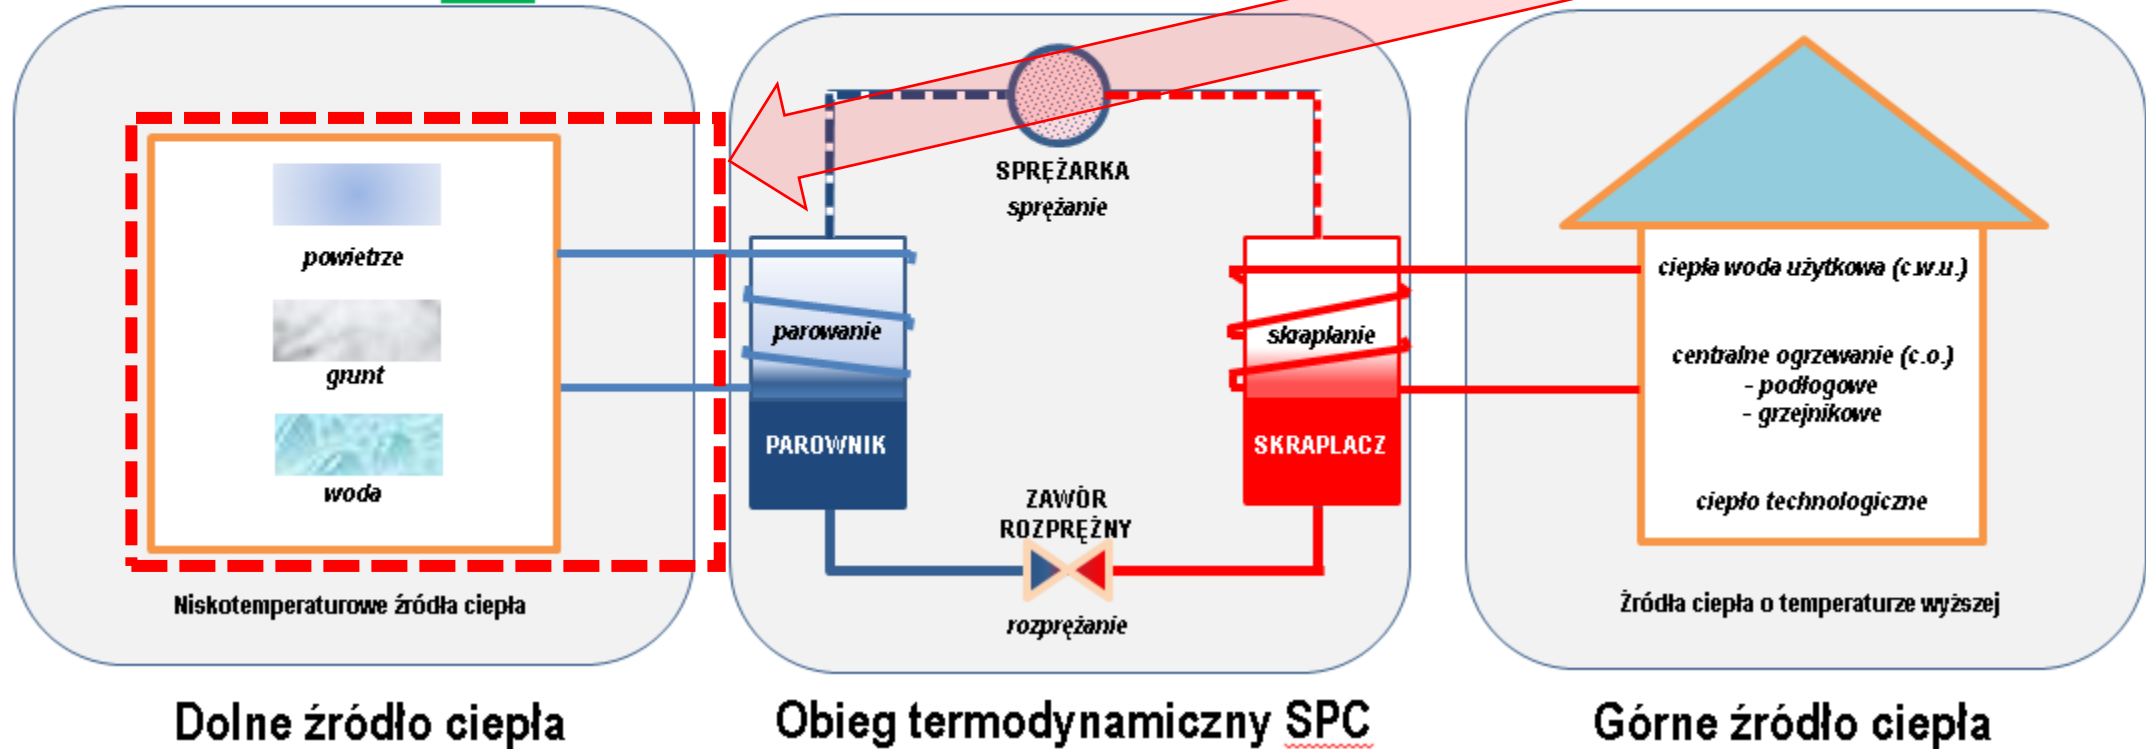 powietrze
grunt
woda
Niskotemperaturowe źródła ciepła
Dolne źródło ciepła
SPRĘŻARKA
sprężanie
parowanie
PAROWNIK
skraplanie
SKRAPLACZ
ZAWÓR
ROZPRĘŻNY
rozprężanie
Obieg termodynamiczny SPC
ciepła woda użytkowa (c.w.u.)
centralne ogrzewanie (c.o.)
- podłogowe
- grzejnikowe
ciepło technologiczne
Źródła ciepła o temperaturze wyższej
Górne źródło ciepła